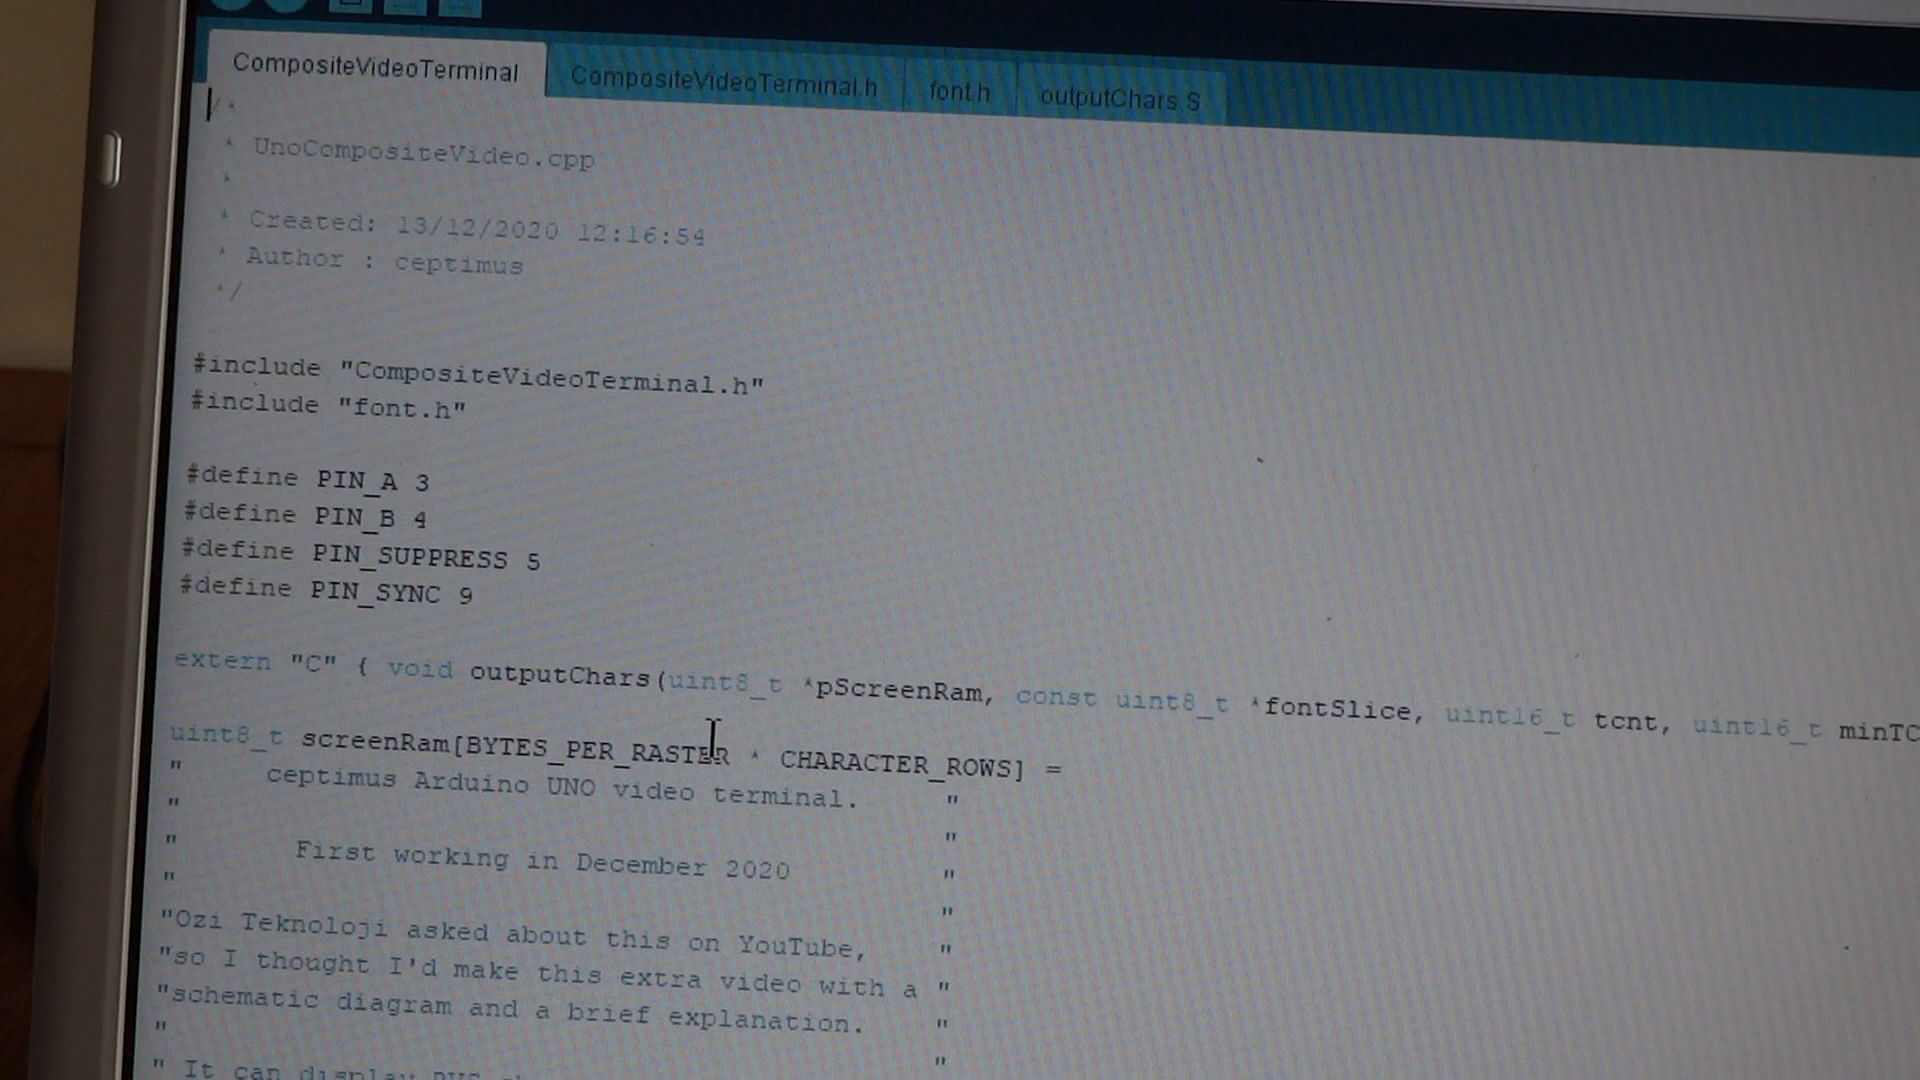 CompositeVideoTerminal CompositeVideoTerminal.h font.h outputChars.S
/*
* UnoCompositeVideo.cpp
*
* Created: 13/12/2020 12:16:54
* Author : ceptimus
*/
#include "CompositeVideoTerminal.h"
#include "font.h"
#define PIN_A 3
#define PIN_B 4
#define PIN_SUPPRESS 5
#define PIN_SYNC 9
extern "C" { void outputChars(uint8_t *pScreenRam, const uint8_t *fontSlice, uint16_t tcnt, uint16_t minTC
uint8_t screenRam[BYTES_PER_RASTER * CHARACTER_ROWS] =
"     ceptimus Arduino UNO video terminal.     "
"     "
"     First working in December 2020     "
"     "
"Ozi Teknoloji asked about this on YouTube,     "
"so I thought I'd make this extra video with a "
"schematic diagram and a brief explanation.     "
"     "
" It can display